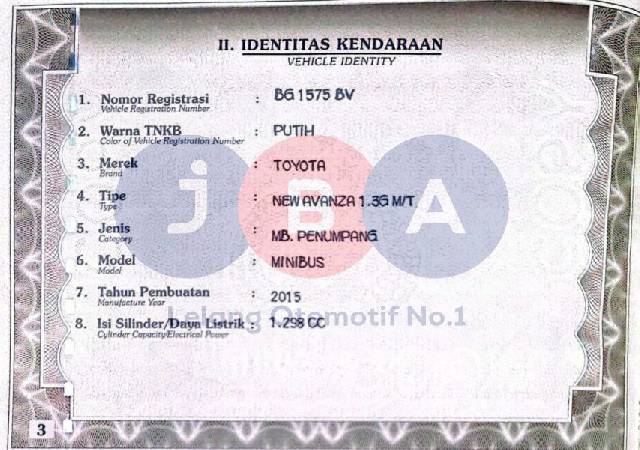 II. IDENTITAS KENDARAAN
VEHICLE IDENTITY
1. Nomor Registrasi : BG 1575 BV
Vehicle Registration Number
2. Warna TNKB : PUTIH
Color of Vehicle Registration Number
3. Merek : TOYOTA
Brand
4. Tipe : NEW AVANZA 1.3G M/T
Type
5. Jenis : MB. PENUMPANG
Category
6. Model : MINIBUS
Model
7. Tahun Pembuatan : 2015
Manufacture Year
8. Isi Silinder/Daya Listrik : 1.298 CC
Cylinder Capacity/Electrical Power
JBA
Lelang Otomotif No.1
3